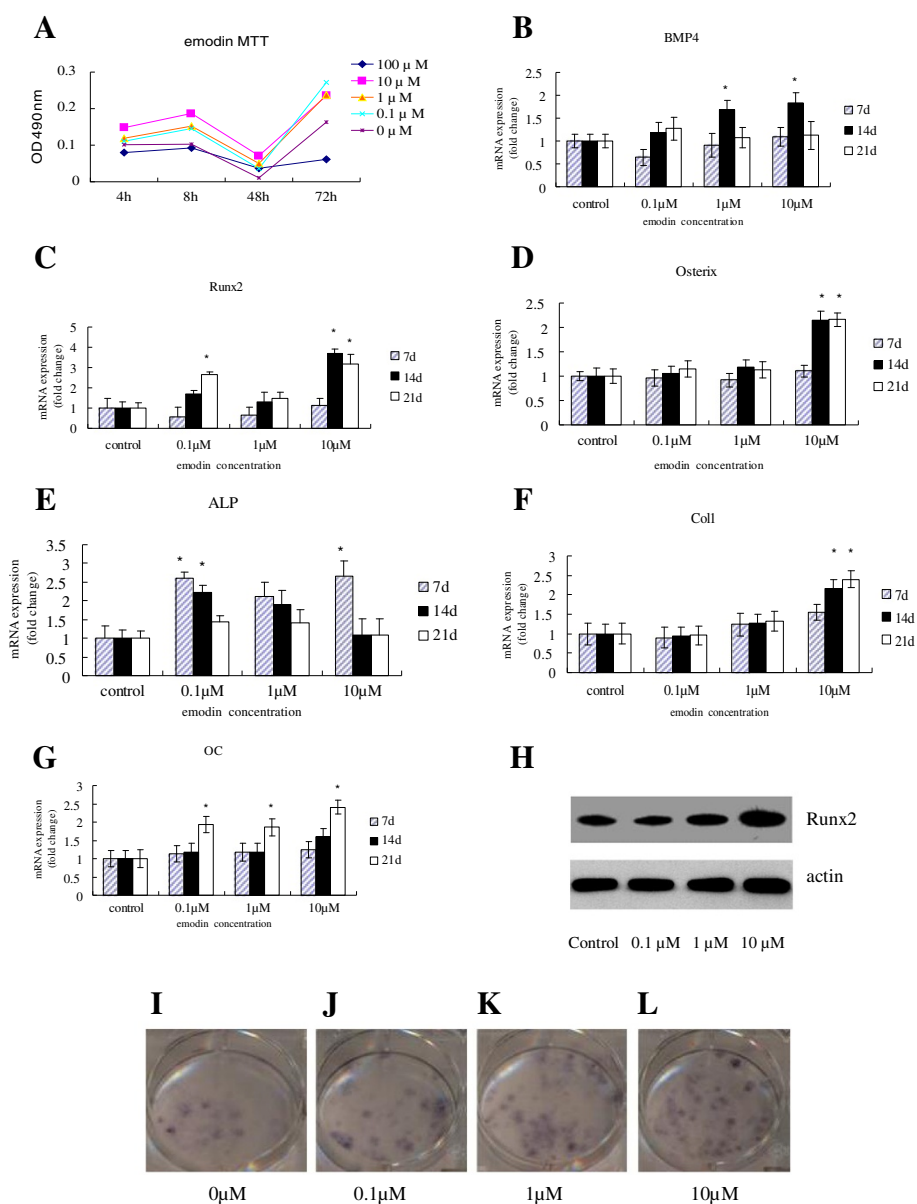 A
emodin MTT
OD490nm
0.3
0.2
0.1
0
4h 8h 48h 72h
100 µ M
10 µ M
1 µ M
0.1 µ M
0 µ M
B
BMP4
mRNA expression
(fold change)
2.5
2
1.5
1
0.5
0
* *
control 0.1µM 1µM 10µM
emodin concentration
7d
14d
21d
C
Runx2
mRNA expression
(fold change)
5
4
3
2
1
0
* * *
control 0.1µM 1µM 10µM
emodin concentration
7d
14d
21d
D
Osterix
mRNA expression
(fold change)
2.5
2
1.5
1
0.5
0
* *
control 0.1µM 1µM 10µM
emodin concentration
7d
14d
21d
E
ALP
mRNA expression
(fold change)
3.5
3
2.5
2
1.5
1
0.5
0
* * *
control 0.1µM 1µM 10µM
emodin concentration
7d
14d
21d
F
ColI
mRNA expression
(fold change)
3
2.5
2
1.5
1
0.5
0
* *
control 0.1µM 1µM 10µM
emodin concentration
7d
14d
21d
G
OC
mRNA expression
(fold change)
3
2.5
2
1.5
1
0.5
0
* * *
control 0.1µM 1µM 10µM
emodin concentration
7d
14d
21d
H
Runx2
actin
Control 0.1 µM 1 µM 10 µM
I J K L
0µM 0.1µM 1µM 10µM